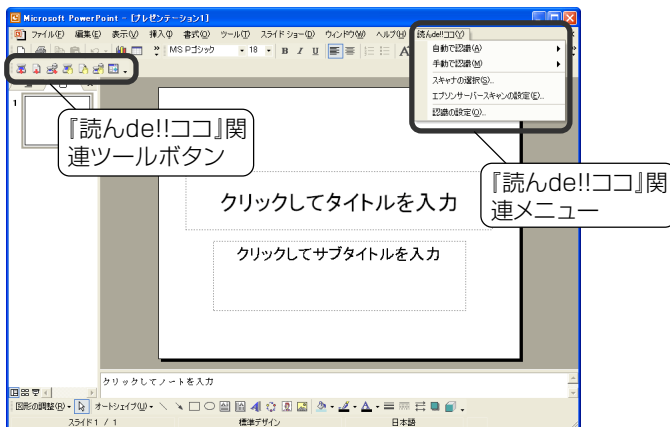 Microsoft PowerPoint - [プレゼンテーション1]
ファイル(F) 編集(E) 表示(V) 挿入(I) 書式(O) ツール(T) スライド ショー(D) ウィンドウ(W) ヘルプ(H) 読んde!!ココ(Y)
MS Pゴシック 18 B I U
自動で認識(A)
手動で認識(M)
スキャナの選択(S)...
エプソンサーバースキャンの設定(E)...
認識の設定(O)...
1
『読んde!!ココ』関
連ツールボタン
『読んde!!ココ』関
連メニュー
クリックしてタイトルを入力
クリックしてサブタイトルを入力
クリックしてノートを入力
図形の調整(R) オートシェイプ(U)
スライド 1 / 1 標準デザイン 日本語